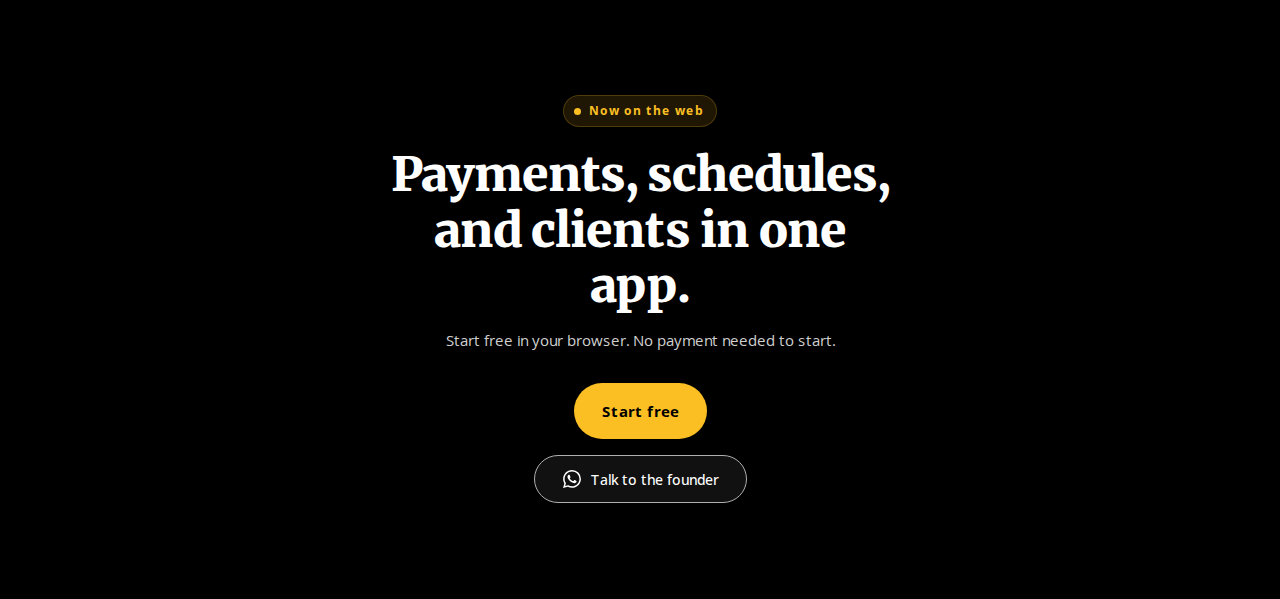 Now on the web
Payments, schedules,
and clients in one
app.
Start free in your browser. No payment needed to start.
Start free
Talk to the founder